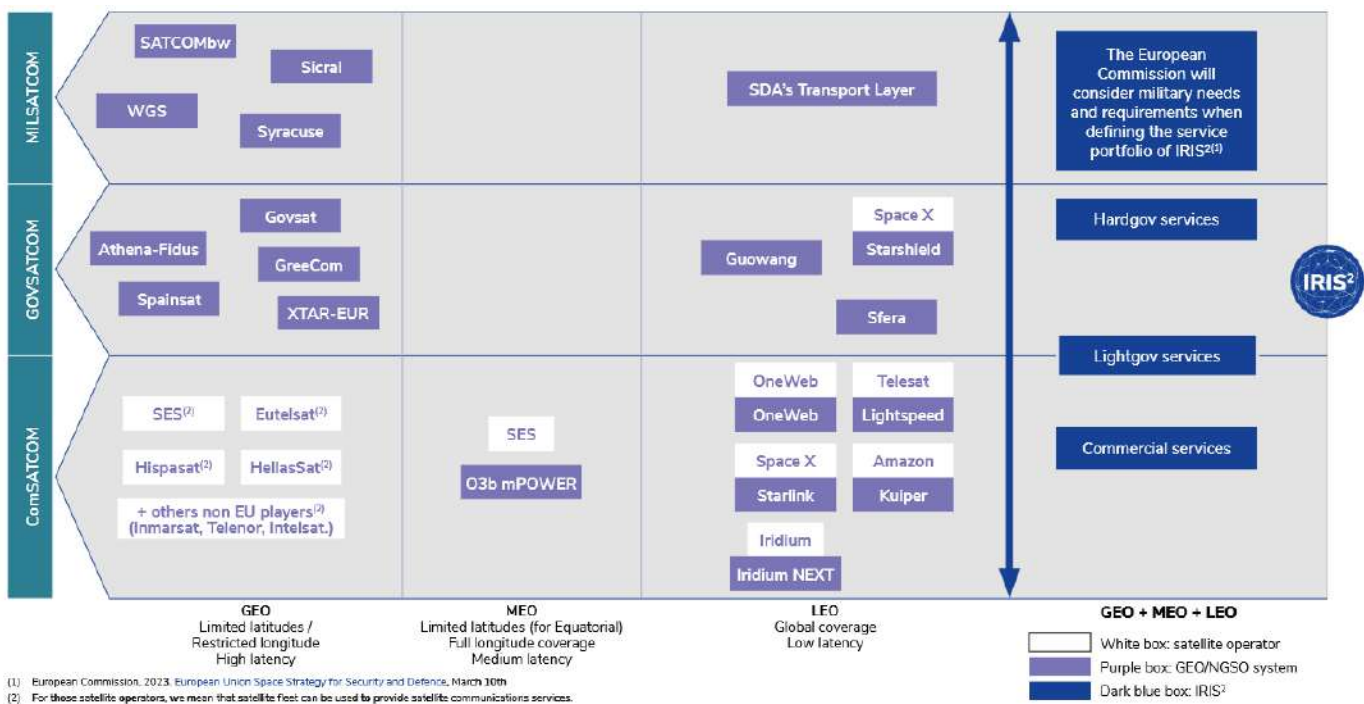 MILSATCOM
SATCOMbw
Sicral
WGS
Syracuse
SDA's Transport Layer
The European
Commission will
consider military needs
and requirements when
defining the service
portfolio of IRIS²⁽¹⁾
GOVSATCOM
Govsat
Athena-Fidus
GreeCom
Spainsat
XTAR-EUR
Space X
Starshield
Guowang
Sfera
Hardgov services
IRIS²
Lightgov services
ComSATCOM
SES⁽²⁾
Eutelsat⁽²⁾
Hispasat⁽²⁾
HellasSat⁽²⁾
+ others non EU players⁽²⁾
(Inmarsat, Telenor, Intelsat.)
SES
O3b mPOWER
OneWeb
OneWeb
Telesat
Lightspeed
Space X
Starlink
Amazon
Kuiper
Iridium
Iridium NEXT
Commercial services
GEO
Limited latitudes /
Restricted longitude
High latency
MEO
Limited latitudes (for Equatorial)
Full longitude coverage
Medium latency
LEO
Global coverage
Low latency
GEO + MEO + LEO
White box: satellite operator
Purple box: GEO/NGSO system
Dark blue box: IRIS²
(1) European Commission, 2023, European Union Space Strategy for Security and Defence, March 10th
(2) For those satellite operators, we mean that satellite fleet can be used to provide satellite communications services.